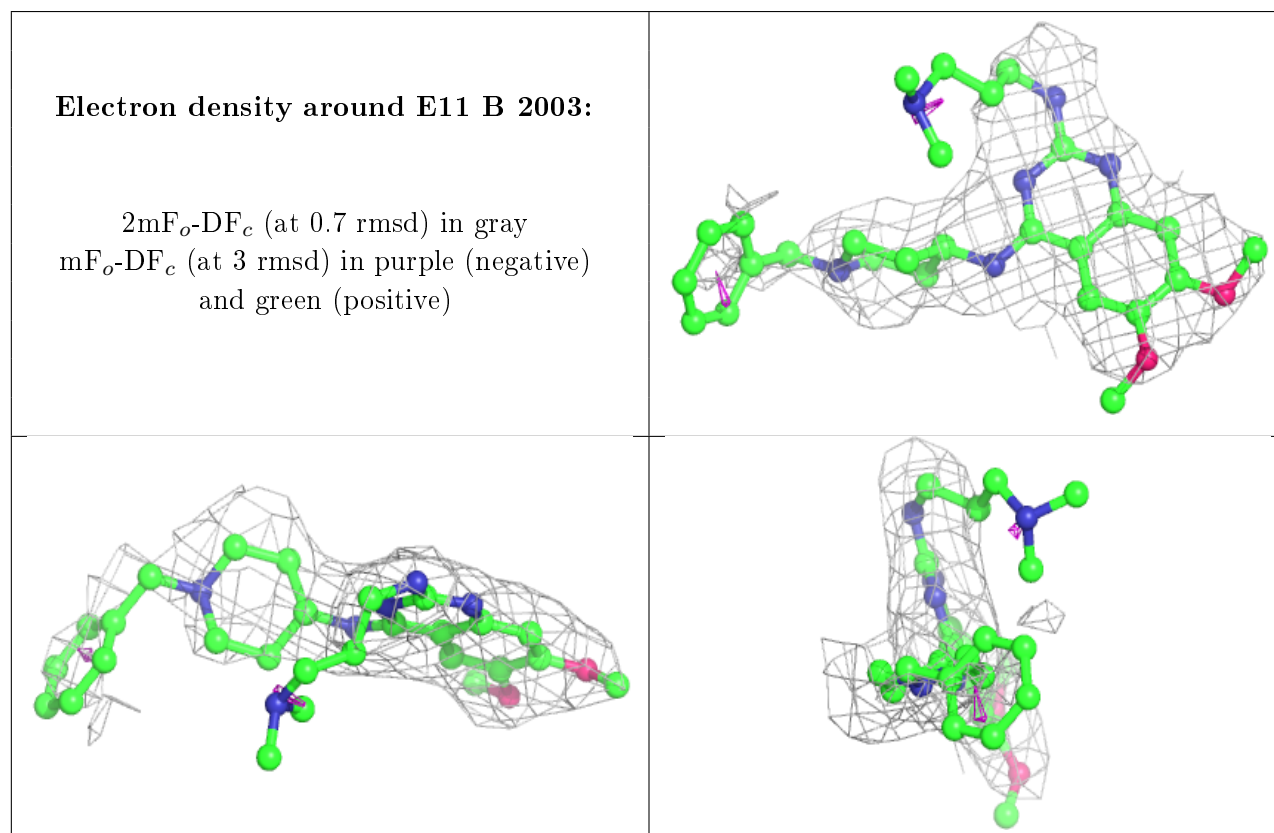 Electron density around E11 B 2003:
2mFₒ-DF𝒸 (at 0.7 rmsd) in gray
mFₒ-DF𝒸 (at 3 rmsd) in purple (negative)
and green (positive)